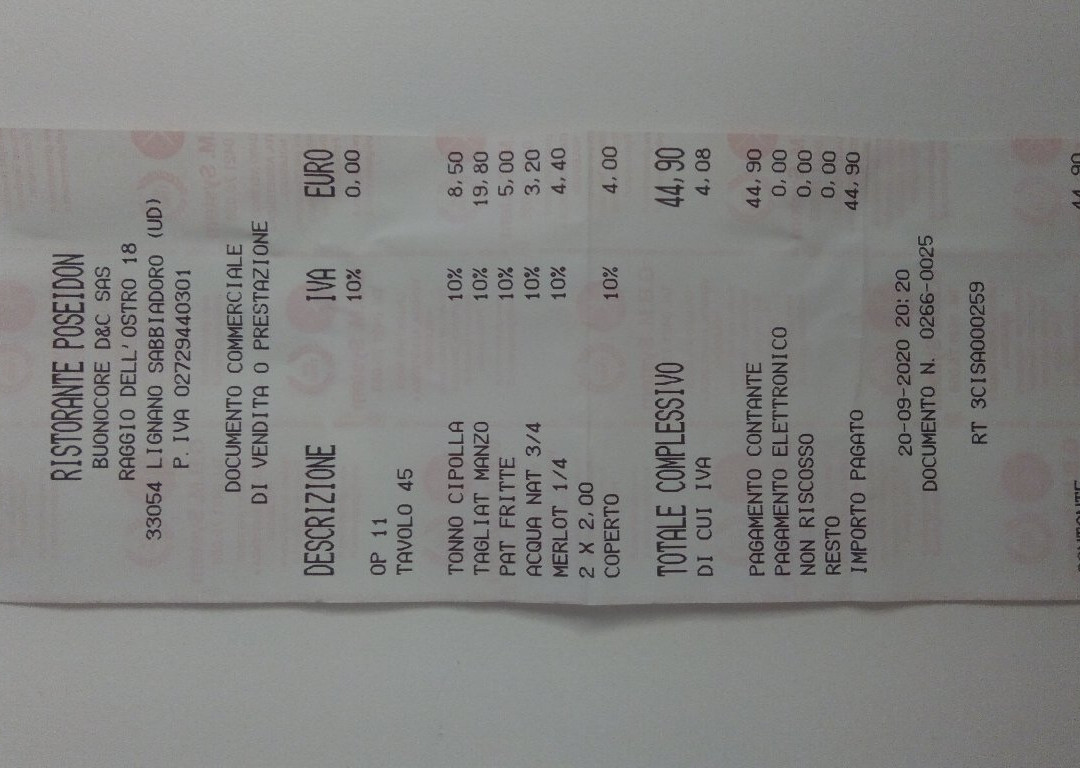 RISTORANTE POSEIDON
BUONOCORE D&C SAS
RAGGIO DELL'OSTRO 18
33054 LIGNANO SABBIADORO (UD)
P.IVA 02729440301
DOCUMENTO COMMERCIALE
DI VENDITA O PRESTAZIONE
DESCRIZIONE IVA EURO
10% 0,00
OP 11
TAVOLO 45
TONNO CIPOLLA 10% 8,50
TAGLIAT MANZO 10% 19,80
PAT FRITTE 10% 5,00
ACQUA NAT 3/4 10% 3,20
MERLOT 1/4 10% 4,40
2 X 2,00
COPERTO 10% 4,00
TOTALE COMPLESSIVO 44,90
DI CUI IVA 4,08
PAGAMENTO CONTANTE 44,90
PAGAMENTO ELETTRONICO 0,00
NON RISCOSSO 0,00
RESTO 0,00
IMPORTO PAGATO 44,90
20-09-2020 20:20
DOCUMENTO N. 0266-0025
RT 3CISA000259
44,90